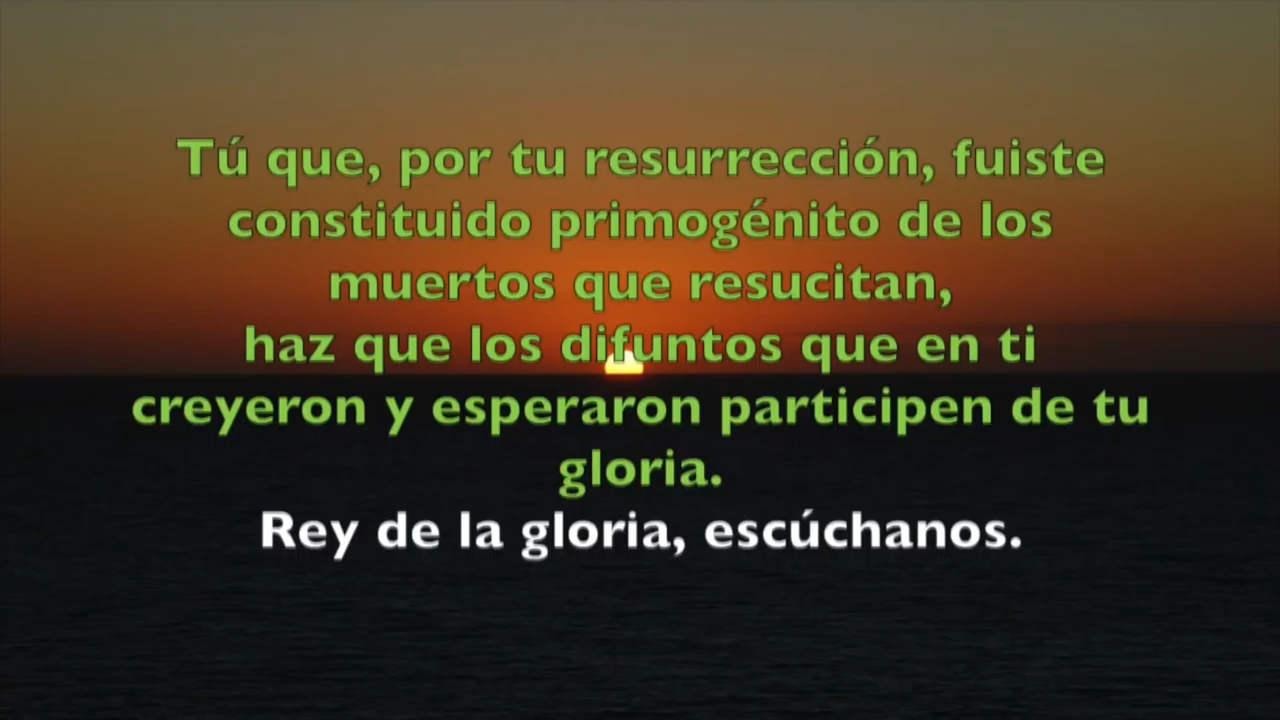 Tú que, por tu resurrección, fuiste
constituido primogénito de los
muertos que resucitan,
haz que los difuntos que en ti
creyeron y esperaron participen de tu
gloria.
Rey de la gloria, escúchanos.